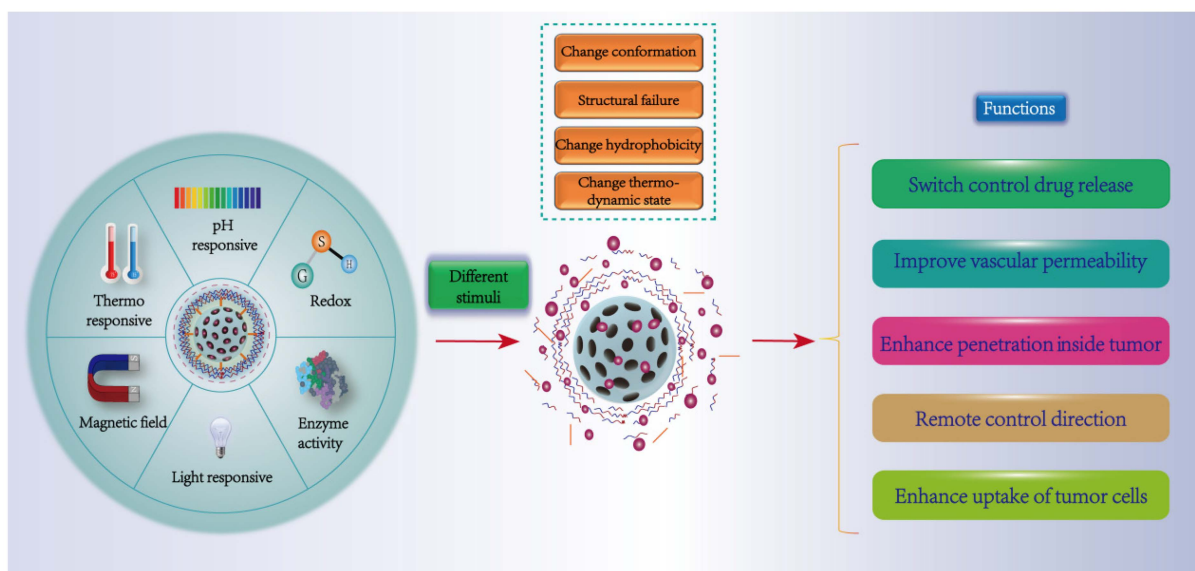 pH
responsive
Thermo
responsive
S
G
H
Redox
Magnetic field
S
N
Enzyme
activity
Light responsive
Different
stimuli
Change conformation
Structural failure
Change hydrophobicity
Change thermo-
dynamic state
Functions
Switch control drug release
Improve vascular permeability
Enhance penetration inside tumor
Remote control direction
Enhance uptake of tumor cells